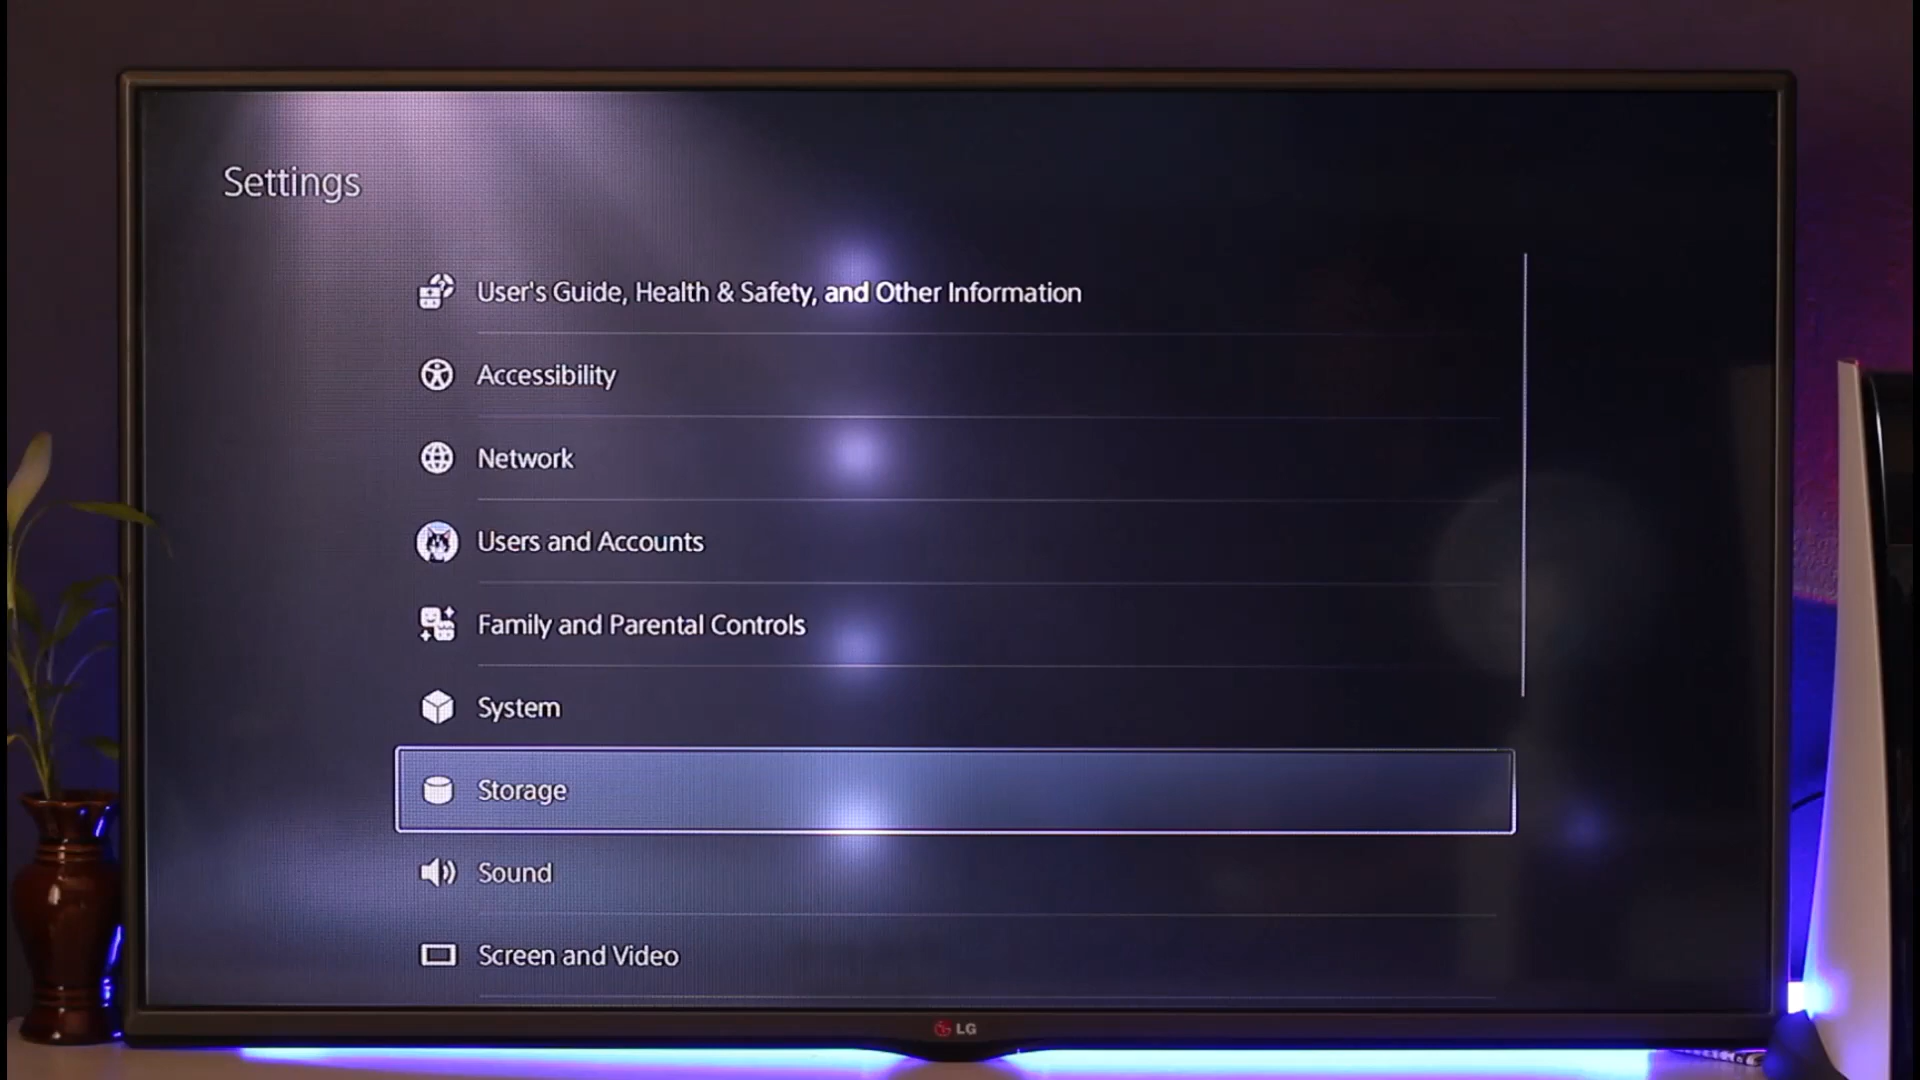 Settings
User's Guide, Health & Safety, and Other Information
Accessibility
Network
Users and Accounts
Family and Parental Controls
System
Storage
Sound
Screen and Video
LG